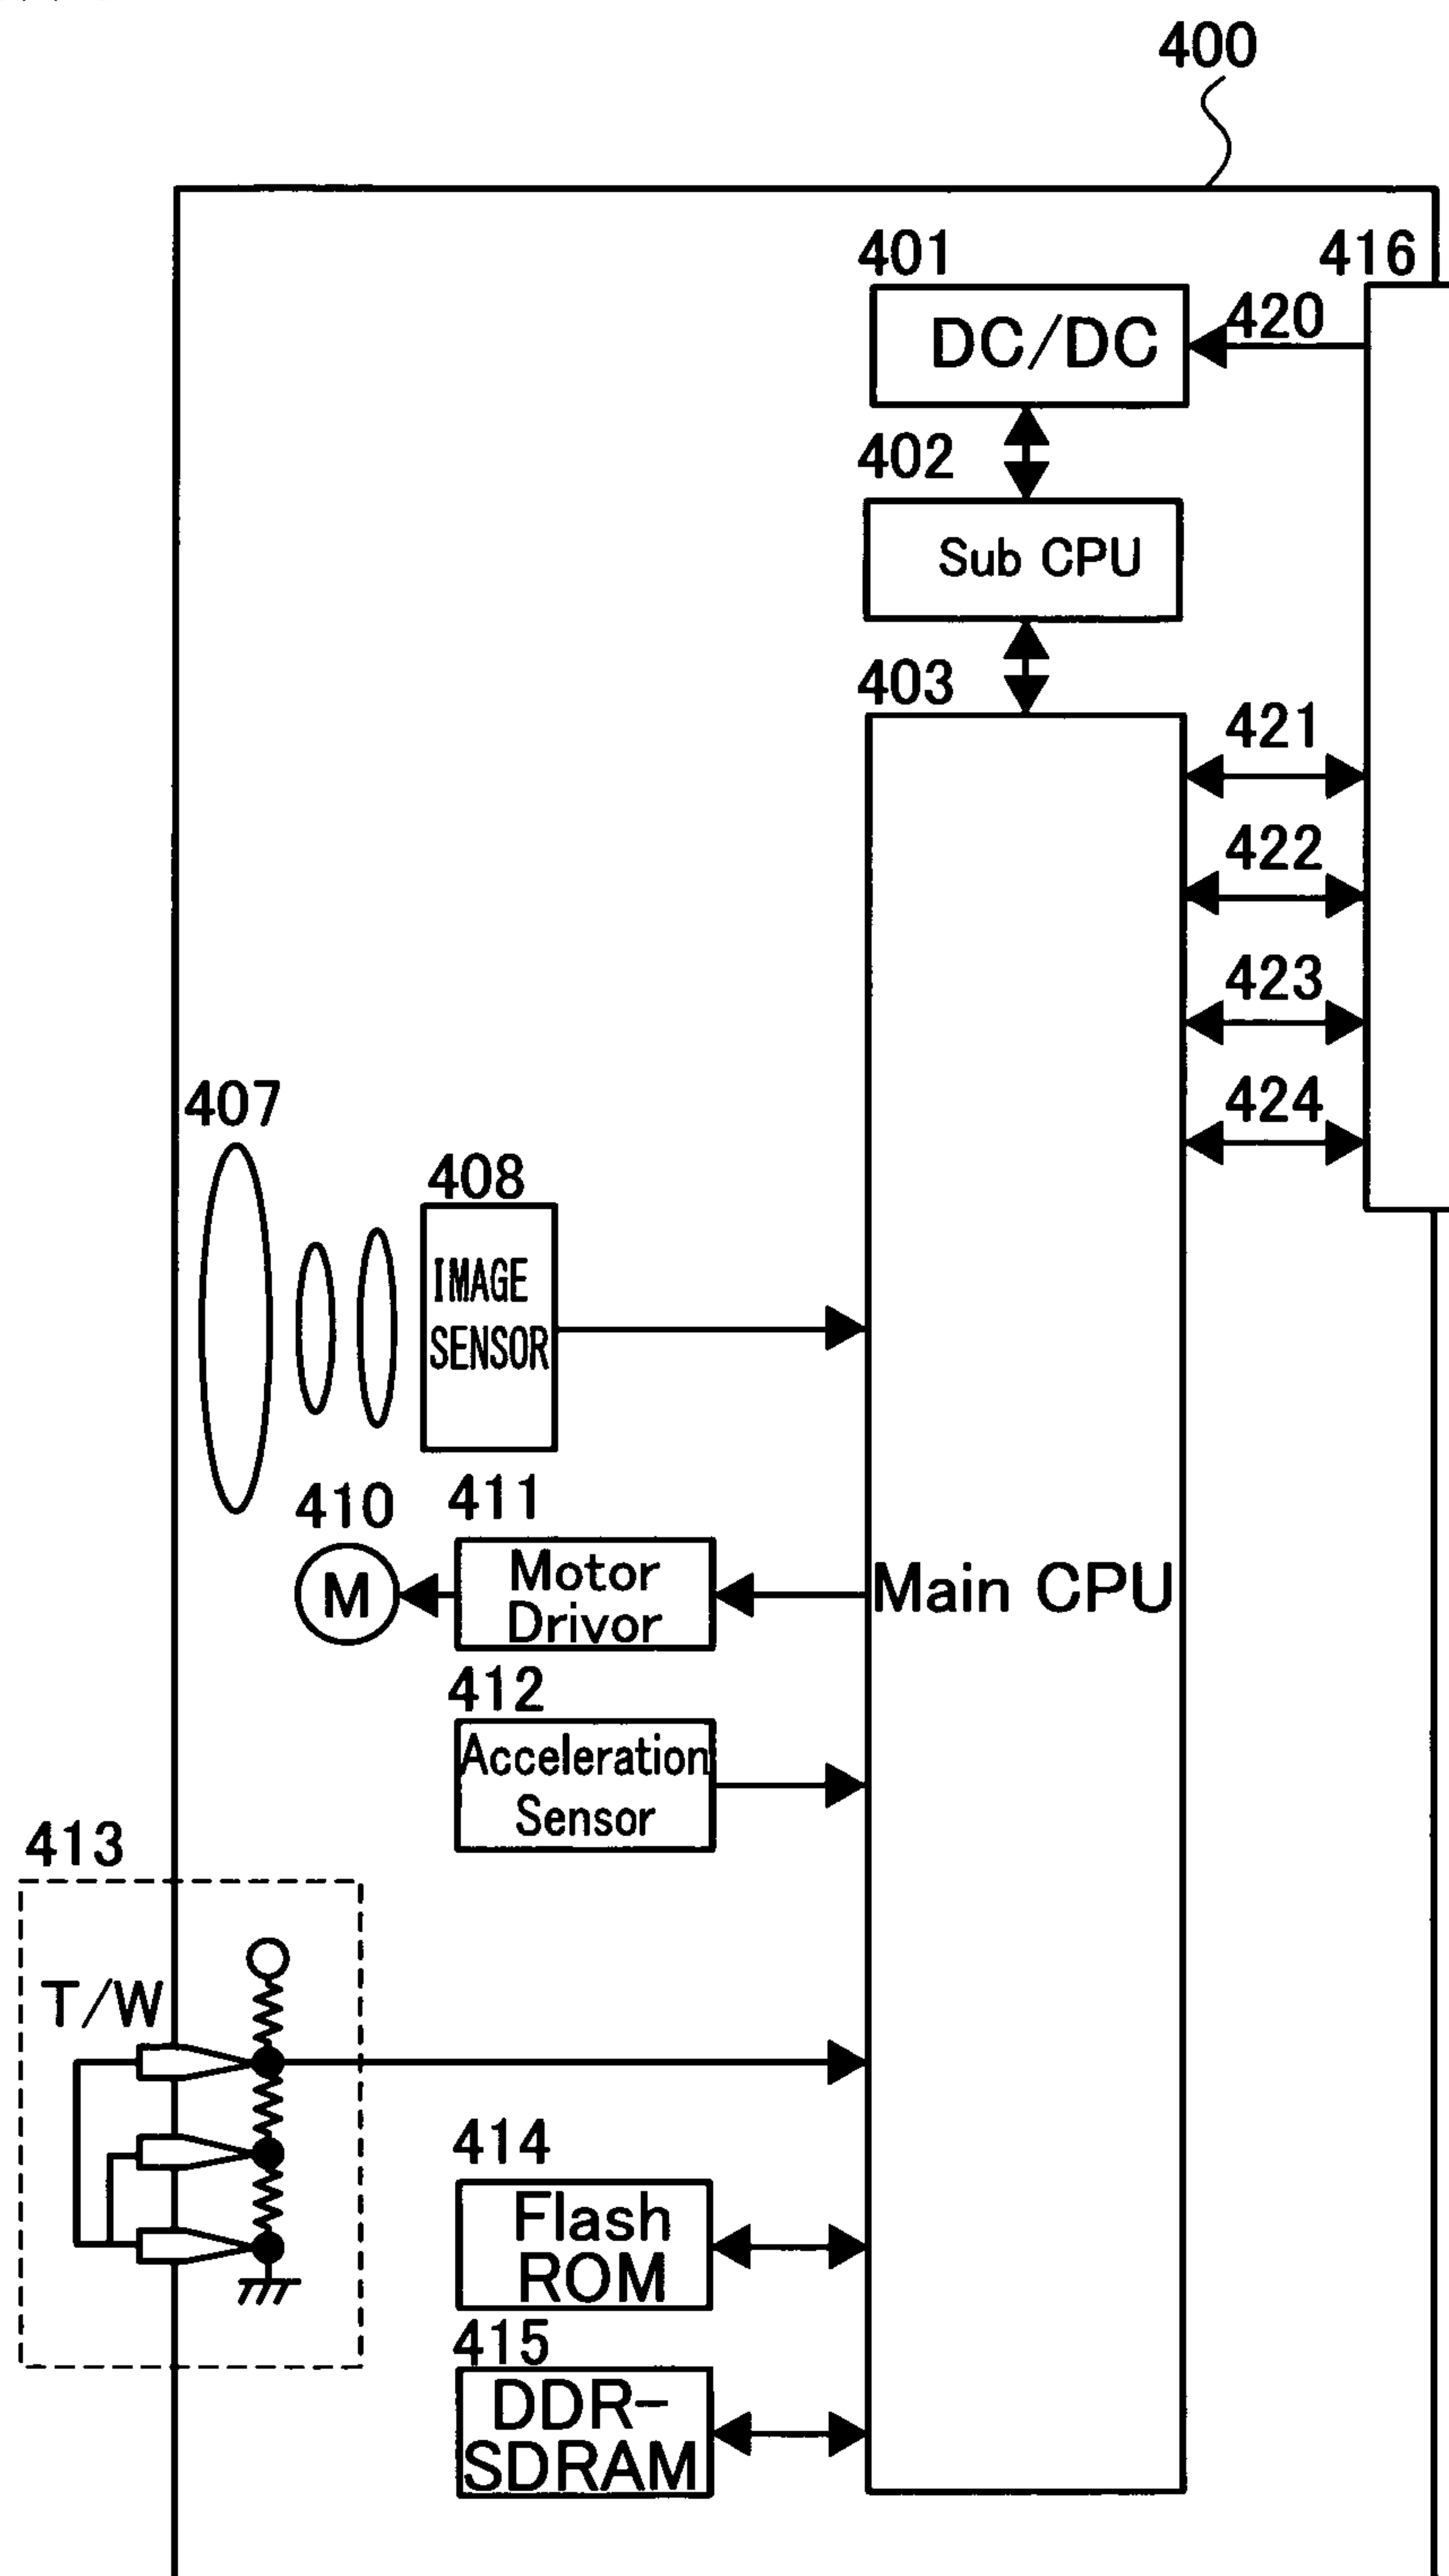 400
401
416
DC/DC
420
402
Sub CPU
403
421
422
423
424
407
408
IMAGE
SENSOR
410
411
M
Motor
Drivor
Main CPU
412
Acceleration
Sensor
413
T/W
414
Flash
ROM
415
DDR-
SDRAM